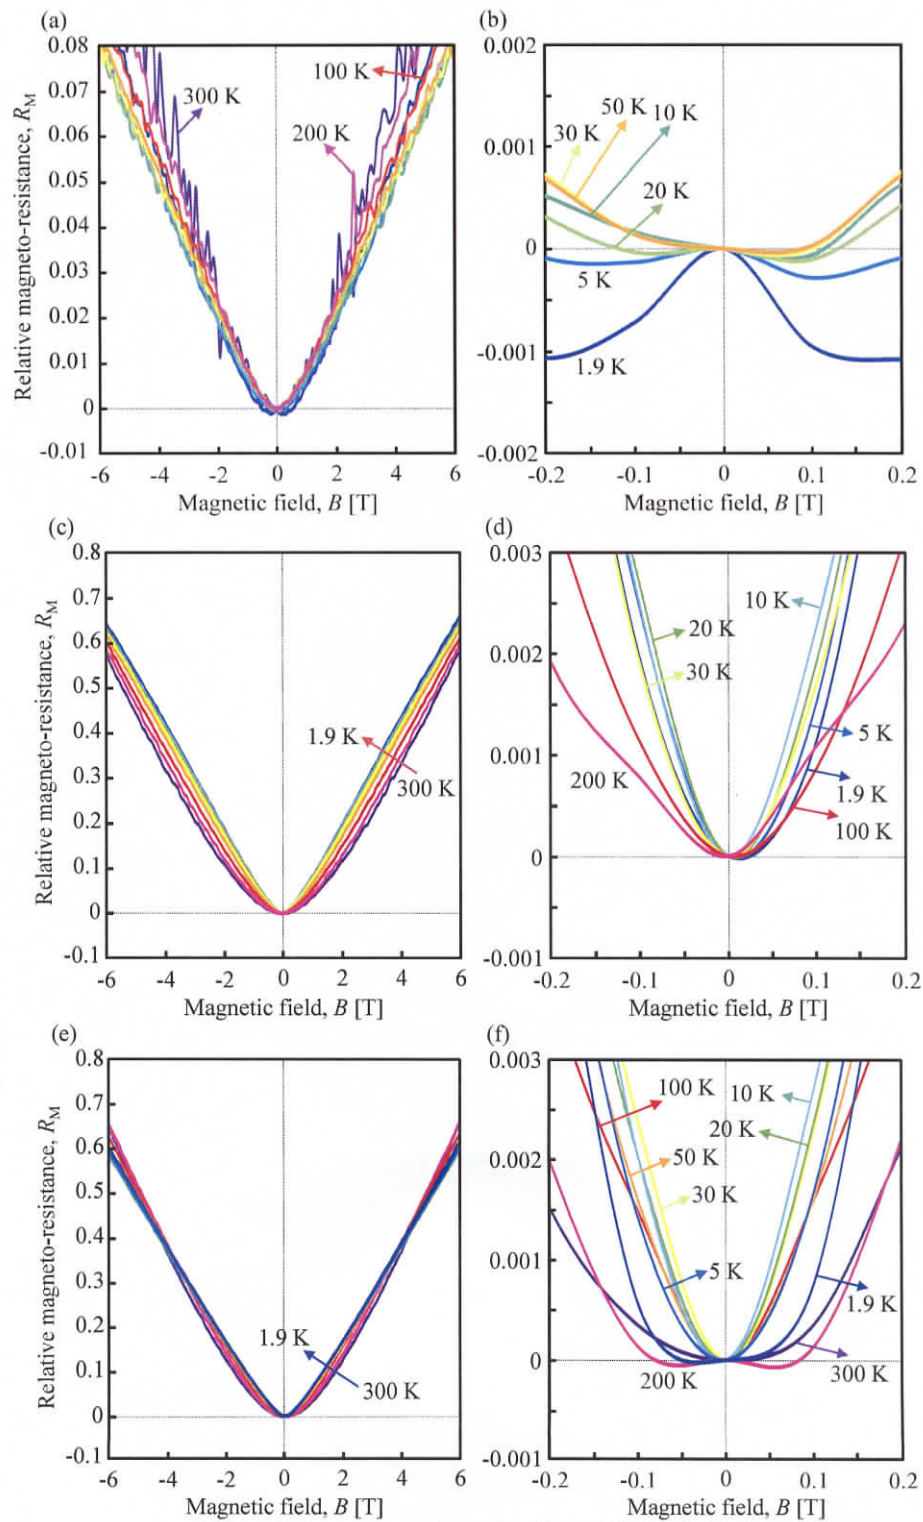 (a)
0.08
0.07
0.06
0.05
0.04
0.03
0.02
0.01
0
-0.01
Relative magneto-resistance, R_M
300 K
100 K
200 K
-6 -4 -2 0 2 4 6
Magnetic field, B [T]
(b)
0.002
0.001
0
-0.001
-0.002
30 K
50 K
10 K
20 K
5 K
1.9 K
-0.2 -0.1 0 0.1 0.2
Magnetic field, B [T]
(c)
0.8
0.7
0.6
0.5
0.4
0.3
0.2
0.1
0
-0.1
Relative magneto-resistance, R_M
1.9 K
300 K
-6 -4 -2 0 2 4 6
Magnetic field, B [T]
(d)
0.003
0.002
0.001
0
-0.001
10 K
20 K
30 K
5 K
200 K
1.9 K
100 K
-0.2 -0.1 0 0.1 0.2
Magnetic field, B [T]
(e)
0.8
0.7
0.6
0.5
0.4
0.3
0.2
0.1
0
-0.1
Relative magneto-resistance, R_M
1.9 K
300 K
-6 -4 -2 0 2 4 6
Magnetic field, B [T]
(f)
0.003
0.002
0.001
0
-0.001
100 K
10 K
20 K
50 K
30 K
5 K
1.9 K
200 K
300 K
-0.2 -0.1 0 0.1 0.2
Magnetic field, B [T]